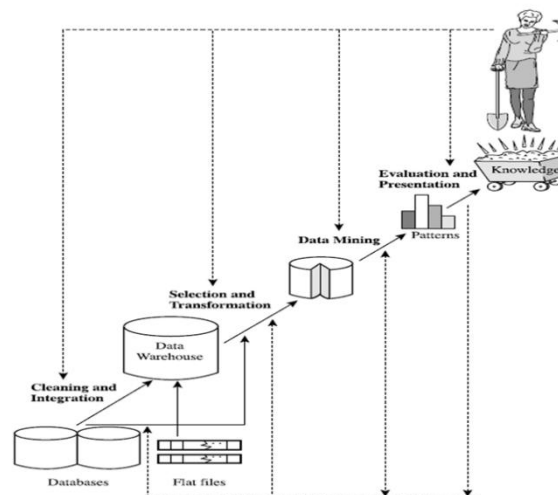 Evaluation and
Presentation
Knowledge
Patterns
Data Mining
Selection and
Transformation
Data
Warehouse
Cleaning and
Integration
Databases
Flat files